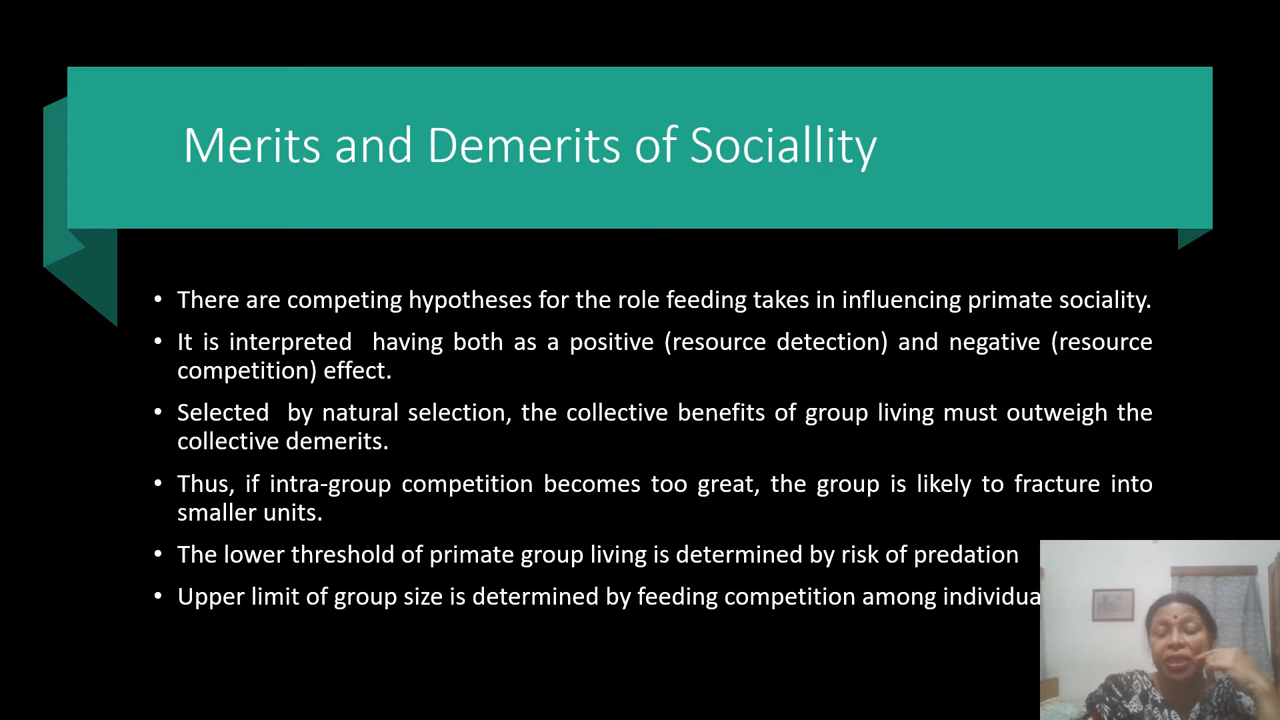 Merits and Demerits of Sociallity
• There are competing hypotheses for the role feeding takes in influencing primate sociality.
• It is interpreted having both as a positive (resource detection) and negative (resource
competition) effect.
• Selected by natural selection, the collective benefits of group living must outweigh the
collective demerits.
• Thus, if intra-group competition becomes too great, the group is likely to fracture into
smaller units.
• The lower threshold of primate group living is determined by risk of predation
• Upper limit of group size is determined by feeding competition among